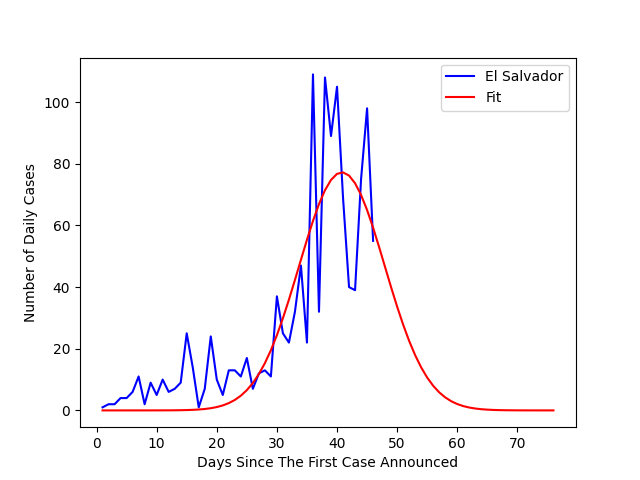 El Salvador
Fit
Number of Daily Cases
100
80
60
40
20
0
0 10 20 30 40 50 60 70
Days Since The First Case Announced